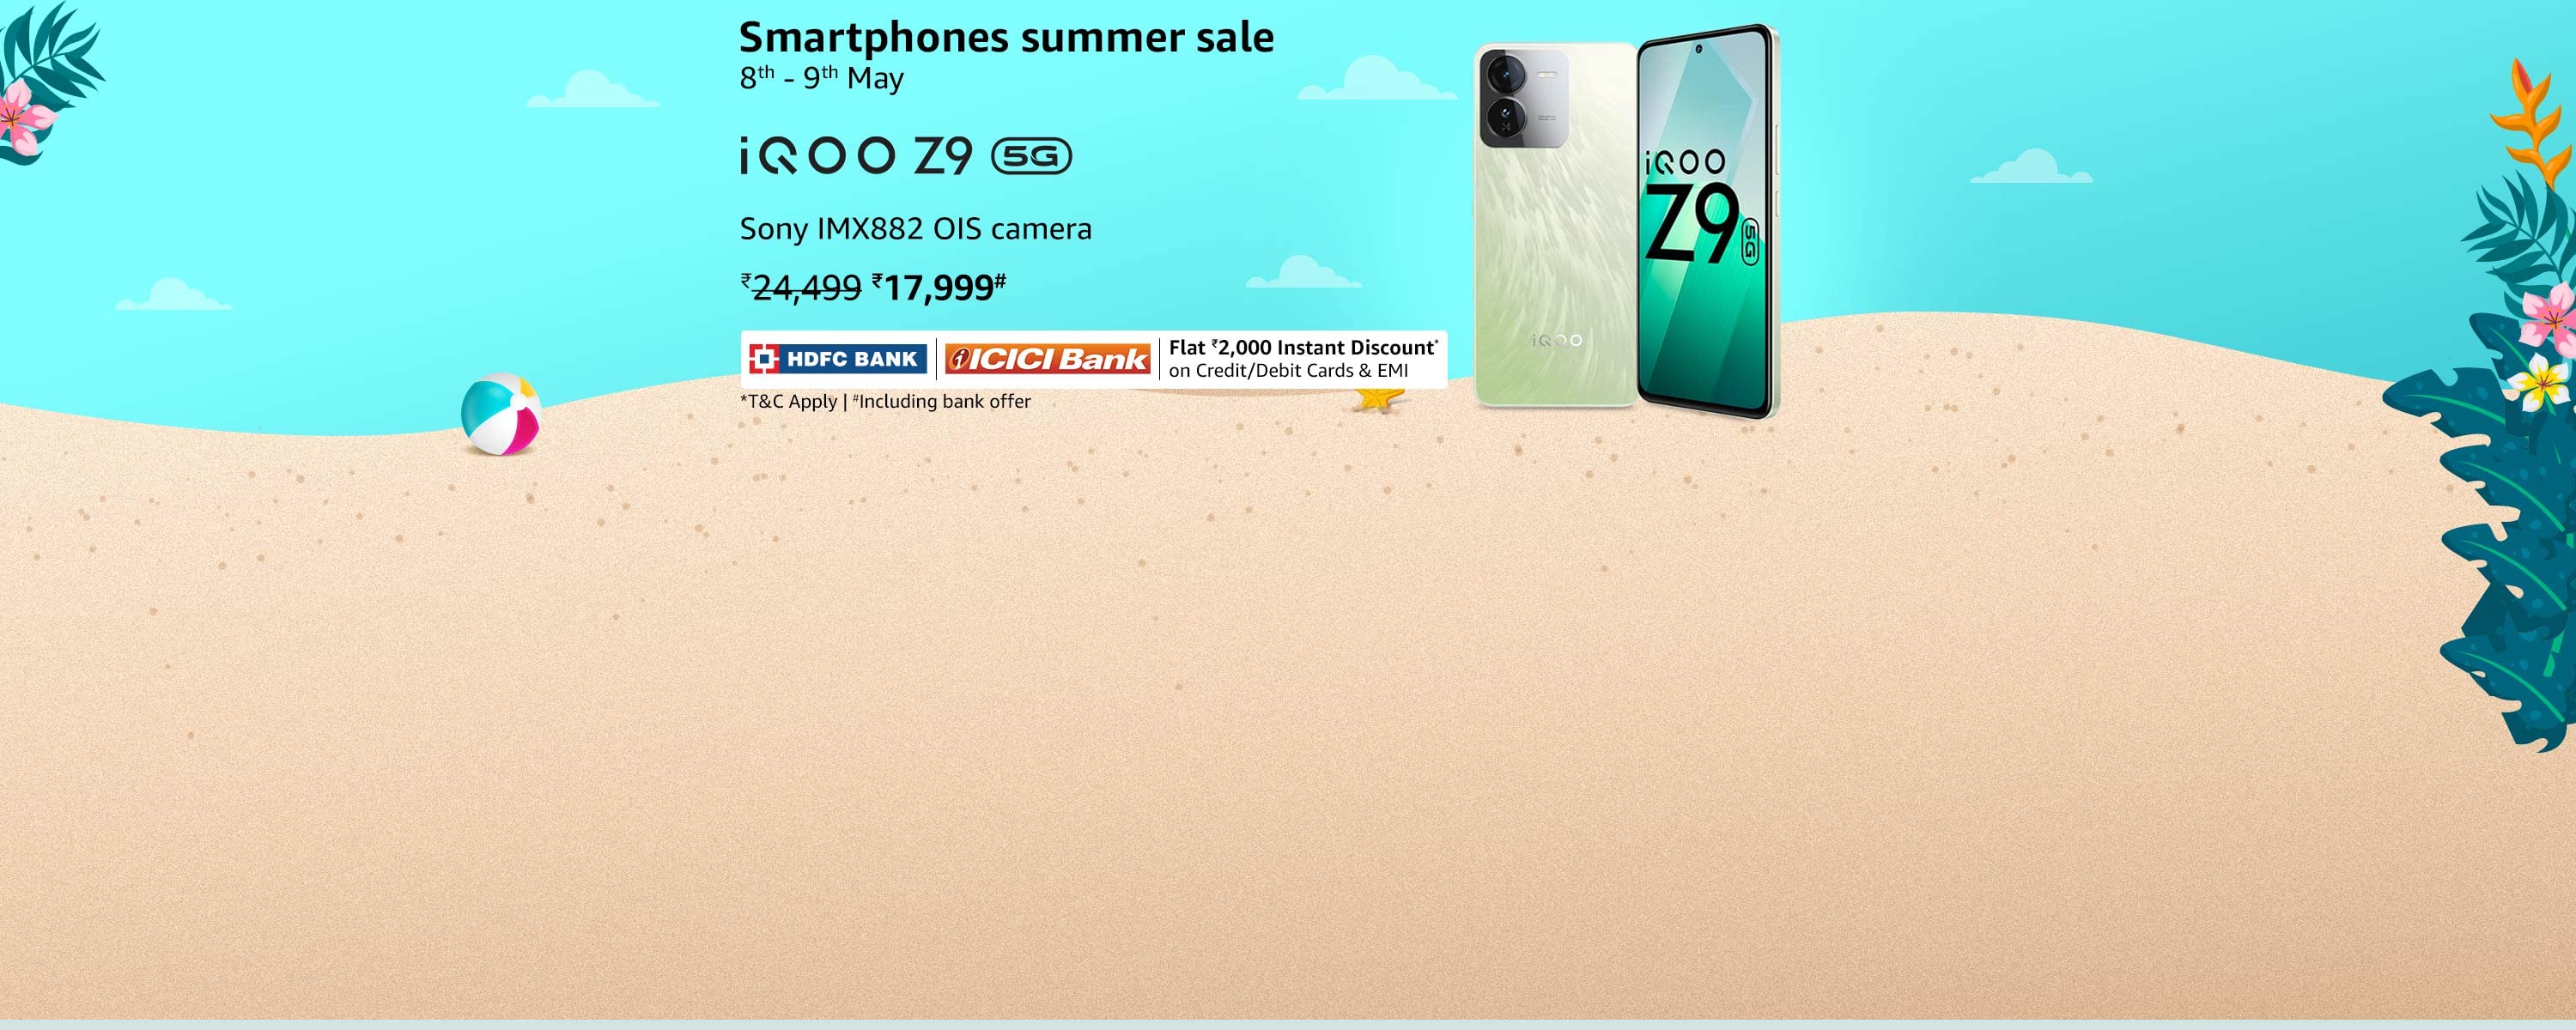 Smartphones summer sale
8th - 9th May
iQOO Z9 5G
Sony IMX882 OIS camera
₹24,499 ₹17,999#
HDFC BANK ICICI Bank Flat ₹2,000 Instant Discount*
on Credit/Debit Cards & EMI
*T&C Apply | #Including bank offer
iQOO
Z9 5G
iQOO